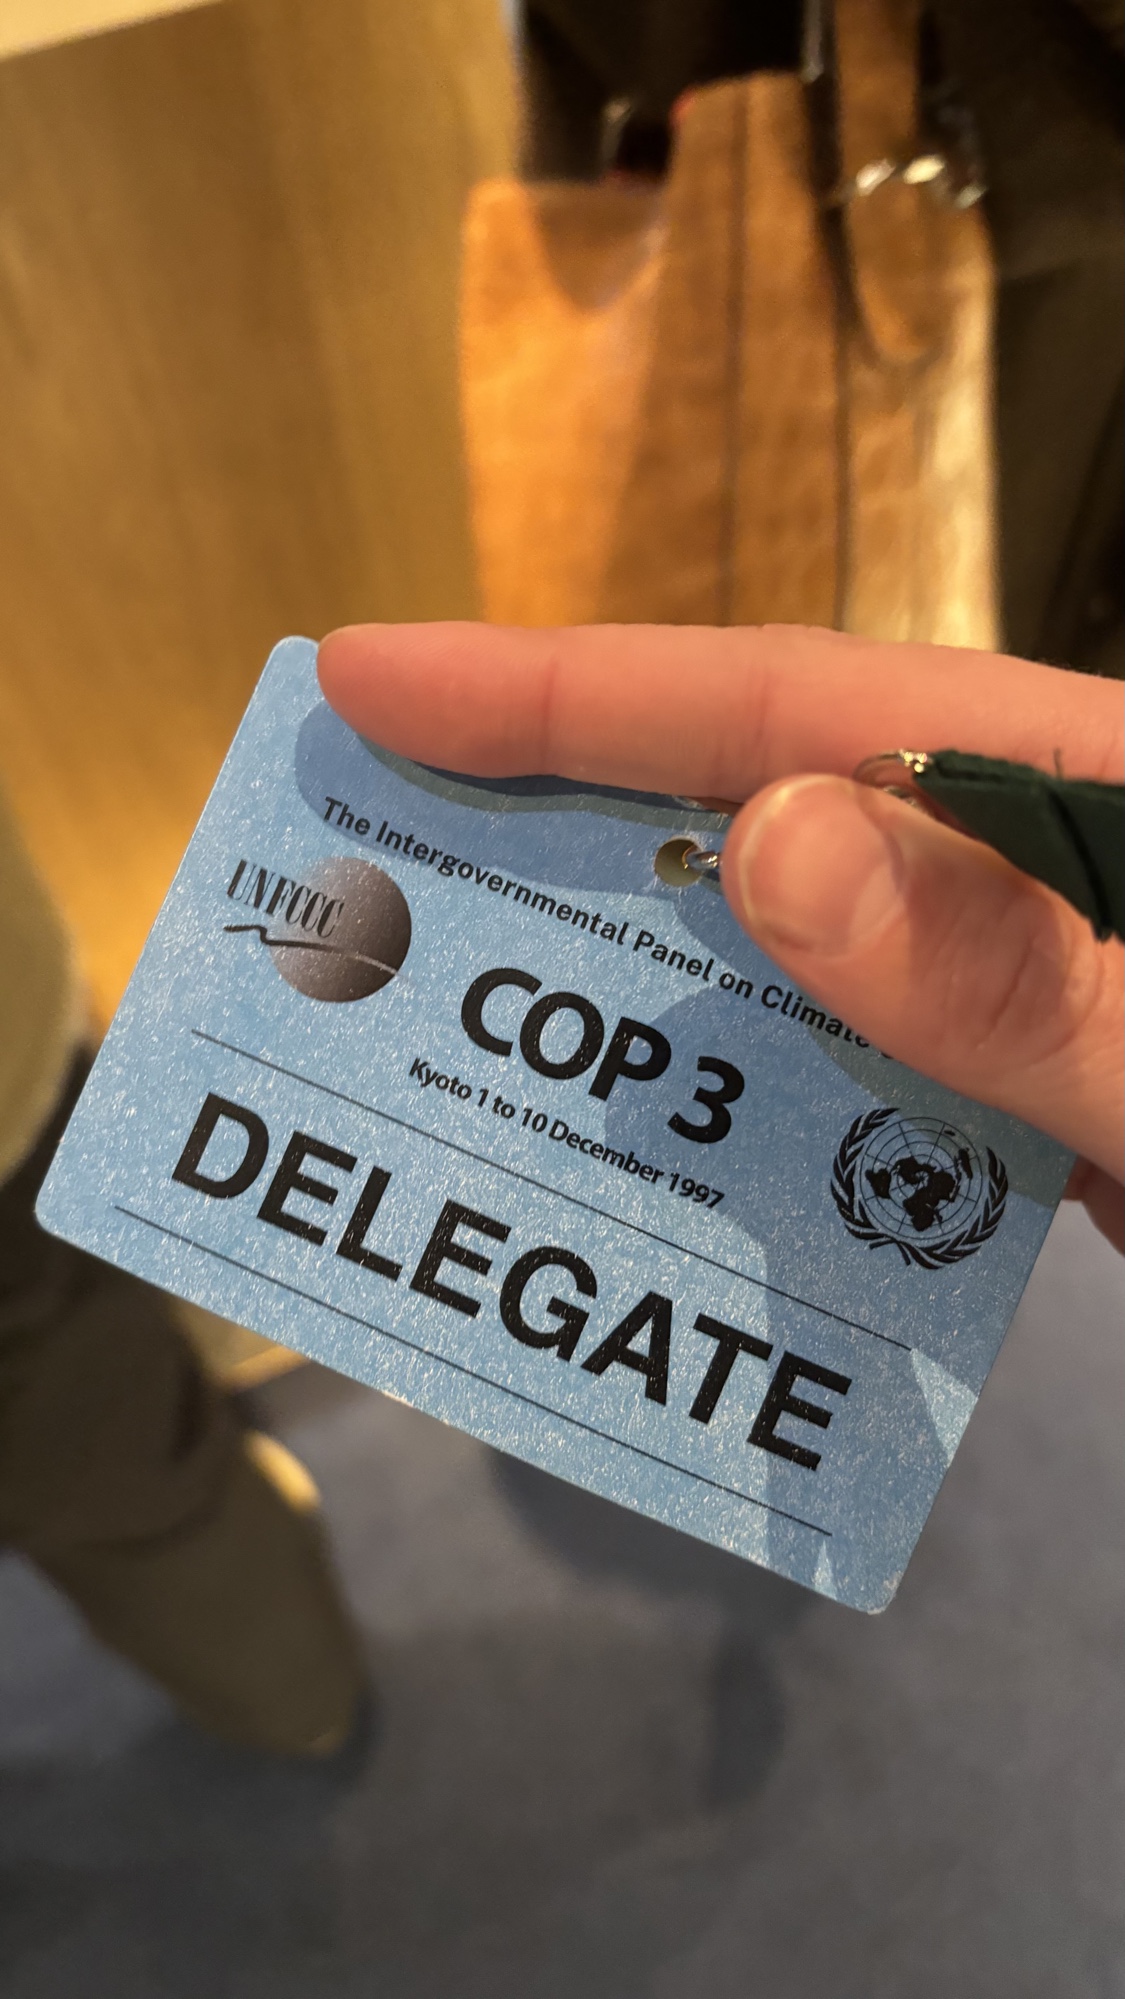 The Intergovernmental Panel on Climate
UNFCCC
COP 3
Kyoto 1 to 10 December 1997
DELEGATE